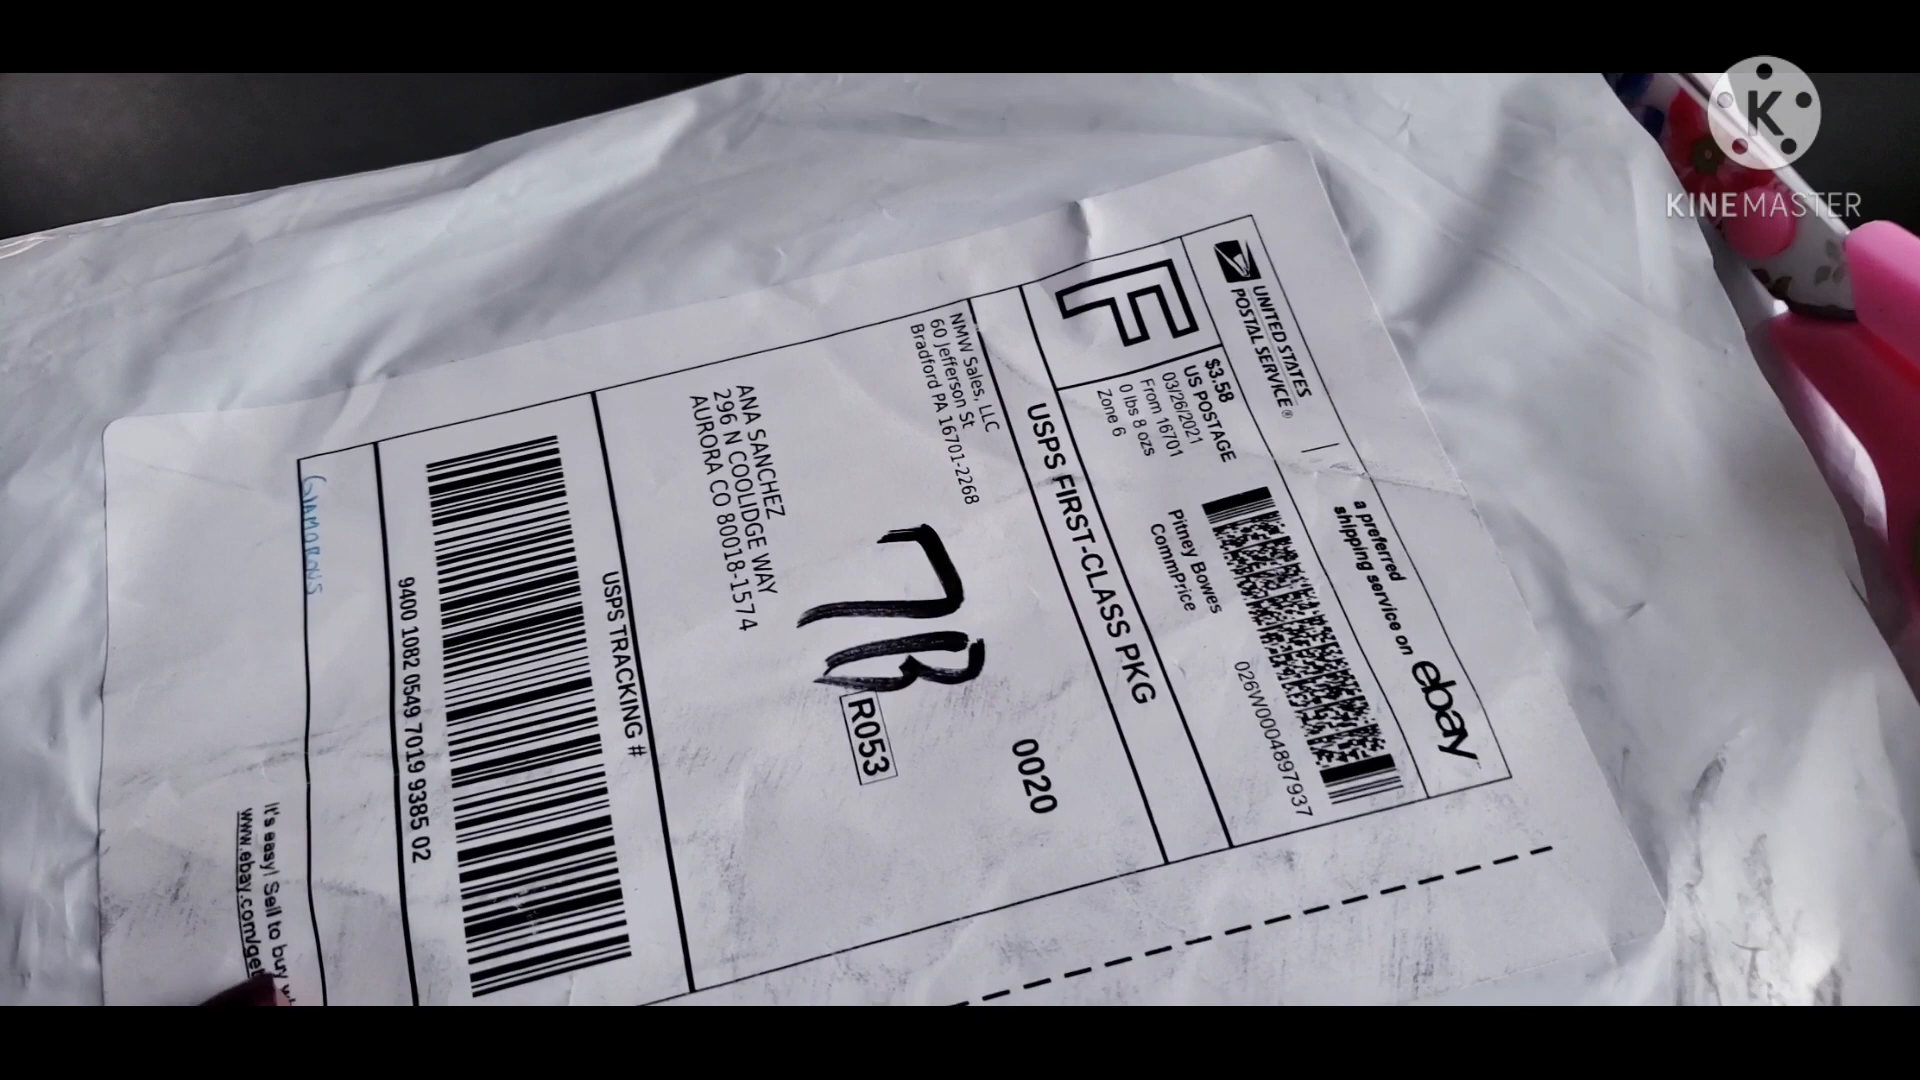 K
KINEMASTER
UNITED STATES
POSTAL SERVICE®
a preferred
shipping service on ebay
F
$3.58
US POSTAGE
03/26/2021
From 16701
0 lbs 8 ozs
Zone 6
Pitney Bowes
CommPrice
026W0004897937
USPS FIRST-CLASS PKG
NMW Sales, LLC
60 Jefferson St
Bradford PA 16701-2268
0020
7B
R053
ANA SANCHEZ
296 N COOLIDGE WAY
AURORA CO 80018-1574
USPS TRACKING #
9400 1082 0549 7019 9385 02
GlAMOROUS
It's easy! Sell to buy
www.ebay.com/get